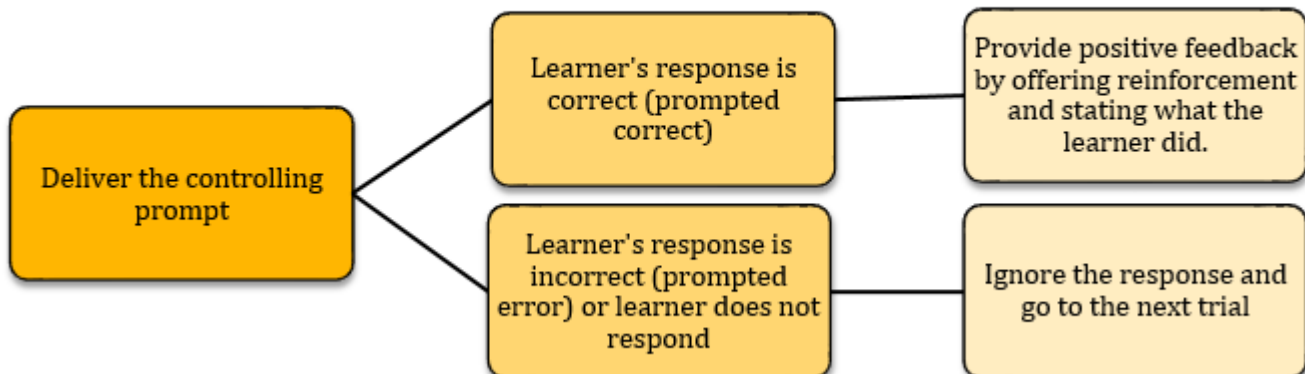 Deliver the controlling
prompt
Learner's response is
correct (prompted
correct)
Provide positive feedback
by offering reinforcement
and stating what the
learner did.
Learner's response is
incorrect (prompted
error) or learner does not
respond
Ignore the response and
go to the next trial